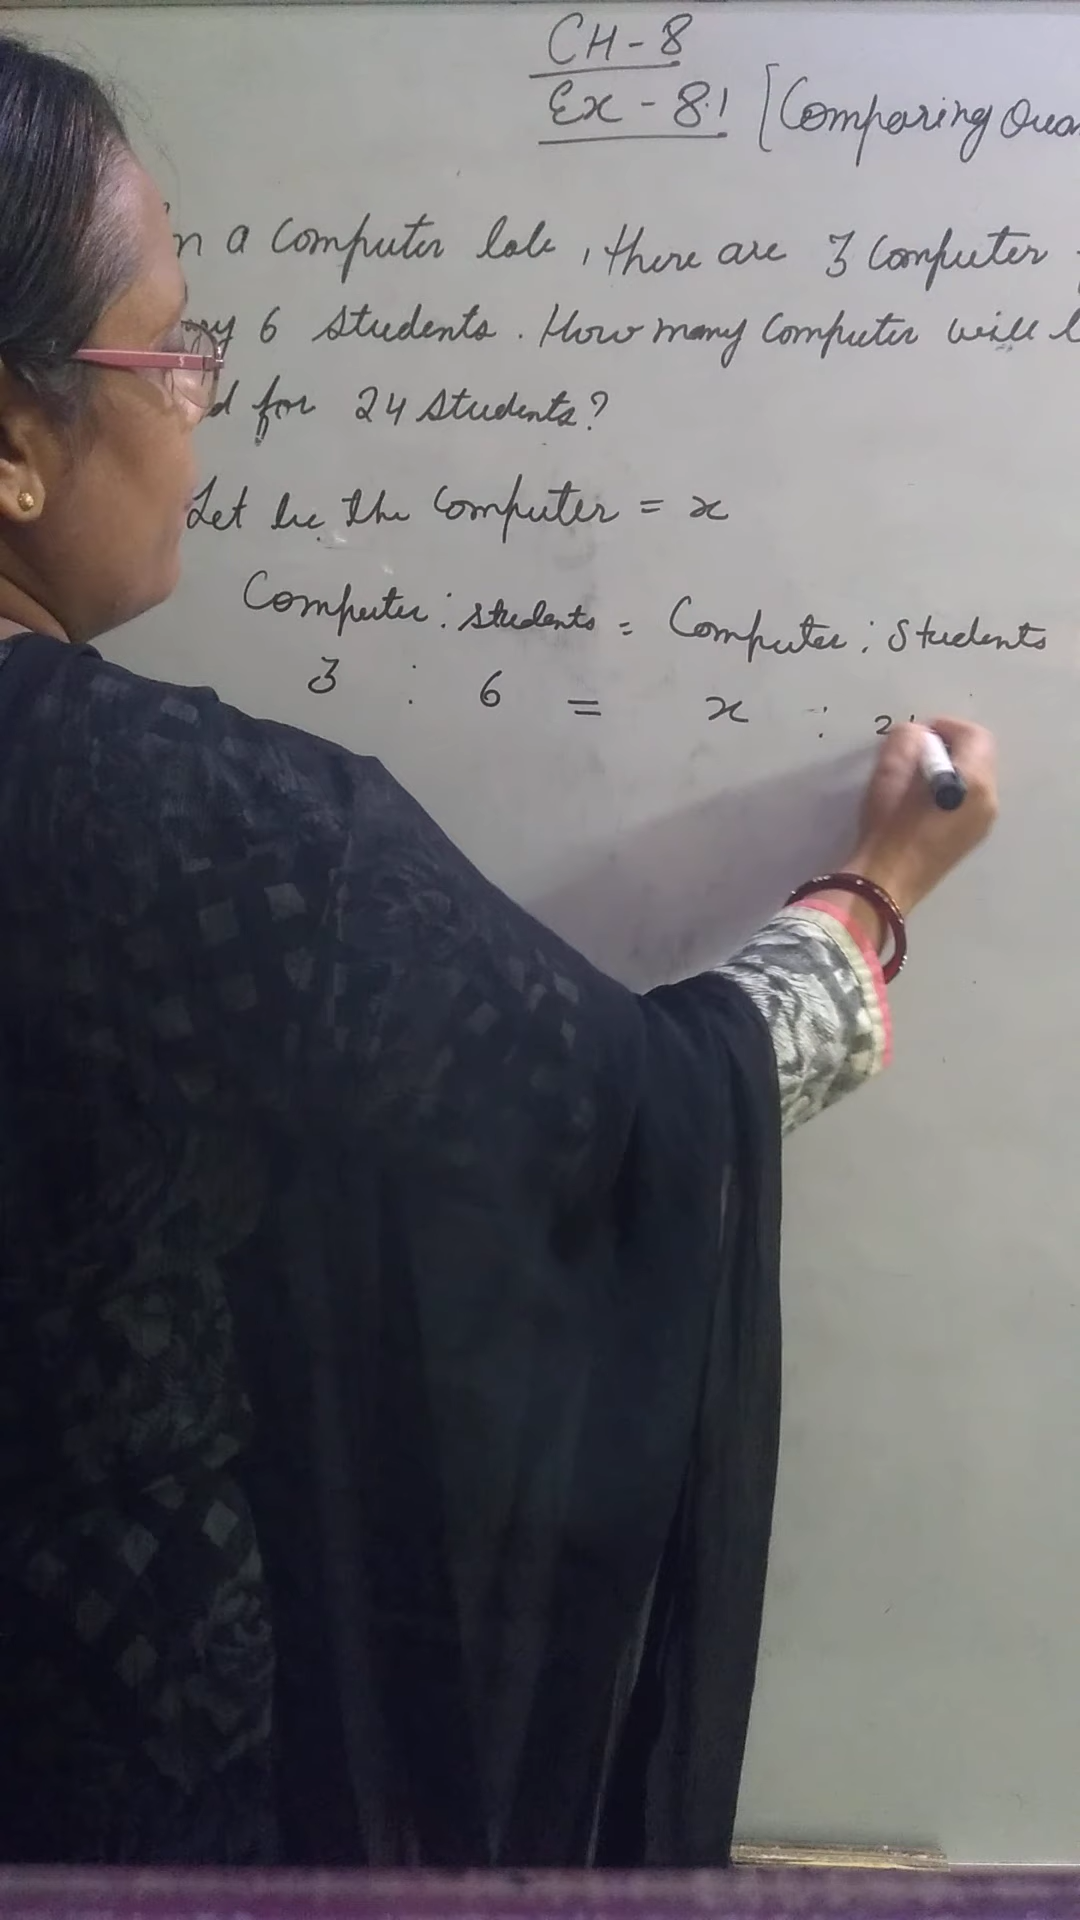 CH-8
Ex - 8.1 [Comparing
a Computer lab, there are 3 Computer
6 students. How many Computer will
for 24 students?
Let be the Computer = x
Computer : students = Computer : Students
3 : 6 = x :